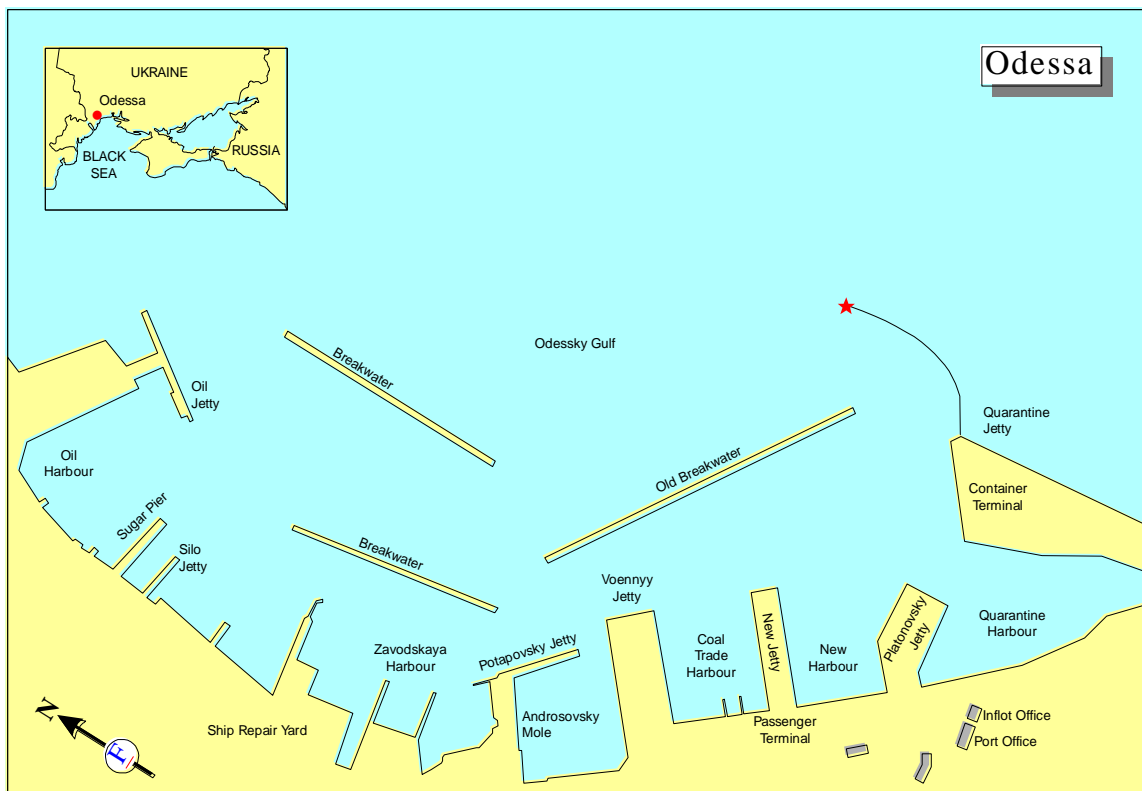 Odessa
UKRAINE
Odessa
BLACK
SEA
RUSSIA
Odessky Gulf
Breakwater
Oil
Jetty
Quarantine
Jetty
Oil
Harbour
Old Breakwater
Container
Terminal
Sugar Pier
Silo
Jetty
Breakwater
Voennyy
Jetty
Coal
Trade
Harbour
New Jetty
New
Harbour
Platonovsky
Jetty
Quarantine
Harbour
Zavodskaya
Harbour
Potapovsky Jetty
Ship Repair Yard
Androsovsky
Mole
Passenger
Terminal
Inflot Office
Port Office
N
F